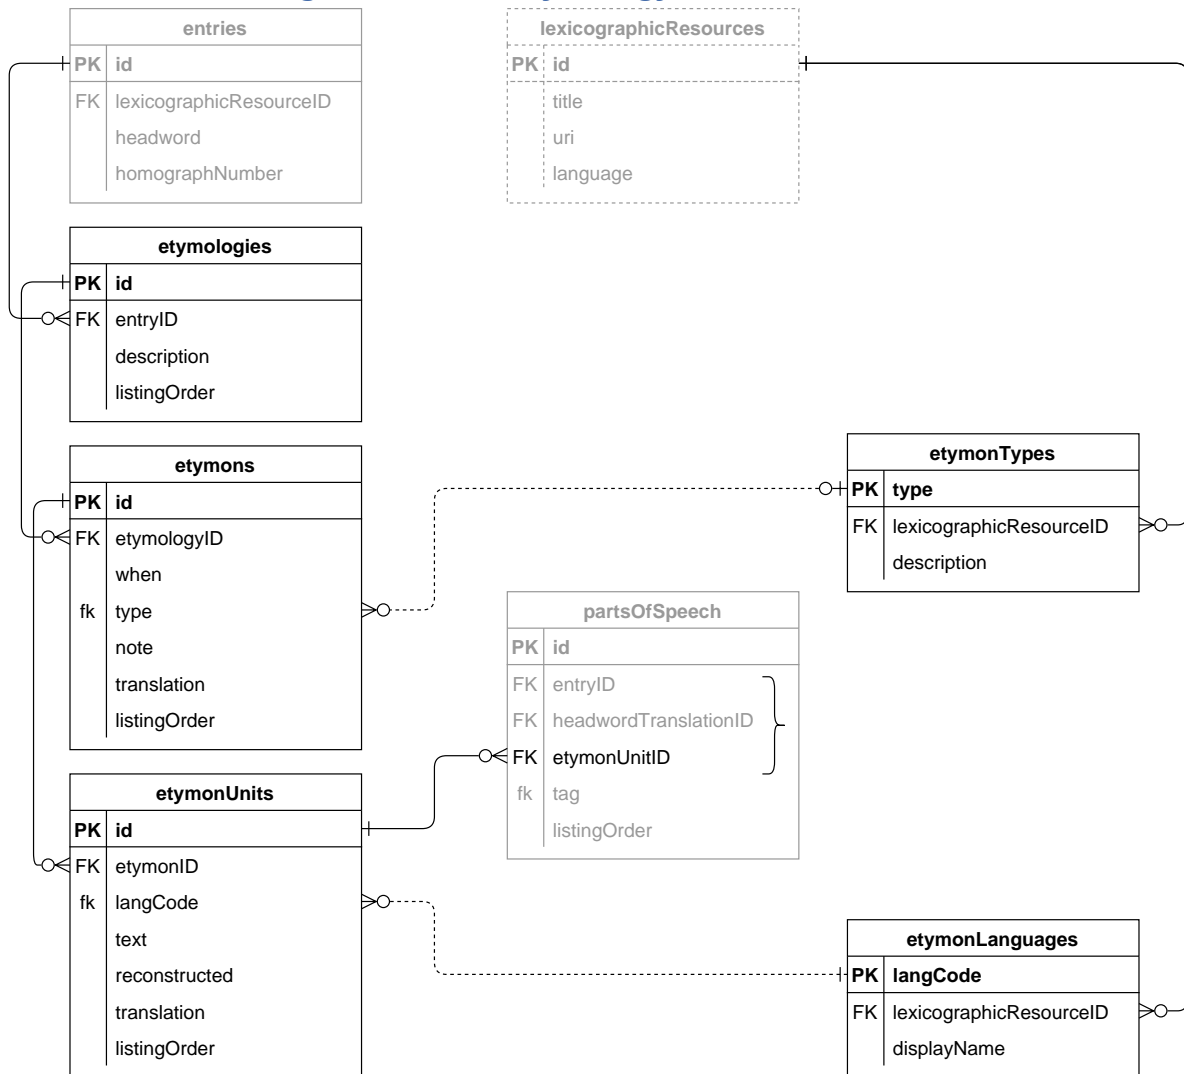 entries
PK id
FK lexicographicResourceID
headword
homographNumber
lexicographicResources
PK id
title
uri
language
etymologies
PK id
FK entryID
description
listingOrder
etymons
PK id
FK etymologyID
when
fk type
note
translation
listingOrder
etymonTypes
PK type
FK lexicographicResourceID
description
partsOfSpeech
PK id
FK entryID
FK headwordTranslationID
FK etymonUnitID
fk tag
listingOrder
etymonUnits
PK id
FK etymonID
fk langCode
text
reconstructed
translation
listingOrder
etymonLanguages
PK langCode
FK lexicographicResourceID
displayName